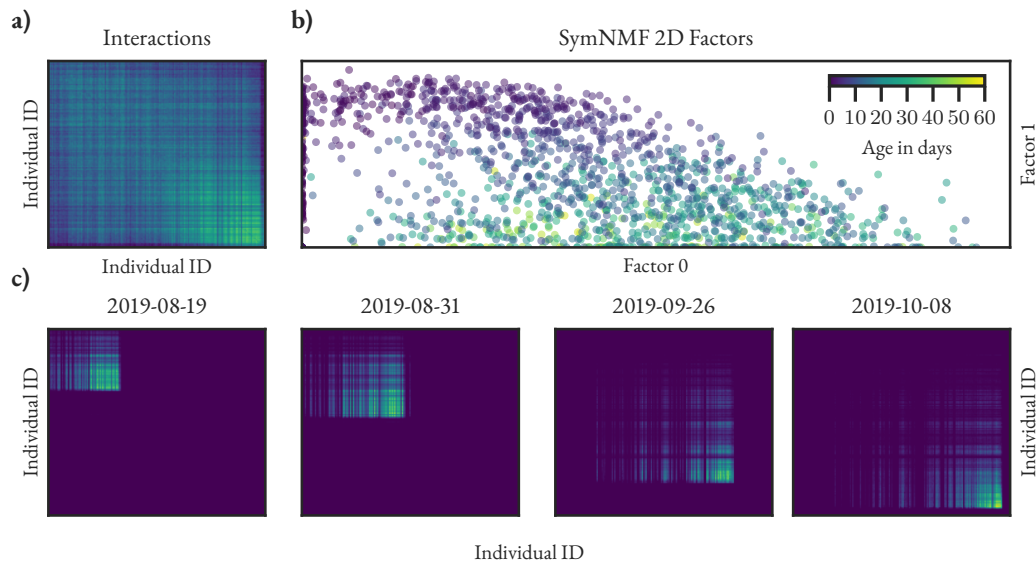 a)
Interactions
Individual ID
Individual ID
b)
SymNMF 2D Factors
0 10 20 30 40 50 60
Age in days
Factor 1
Factor 0
c)
2019-08-19
2019-08-31
2019-09-26
2019-10-08
Individual ID
Individual ID
Individual ID